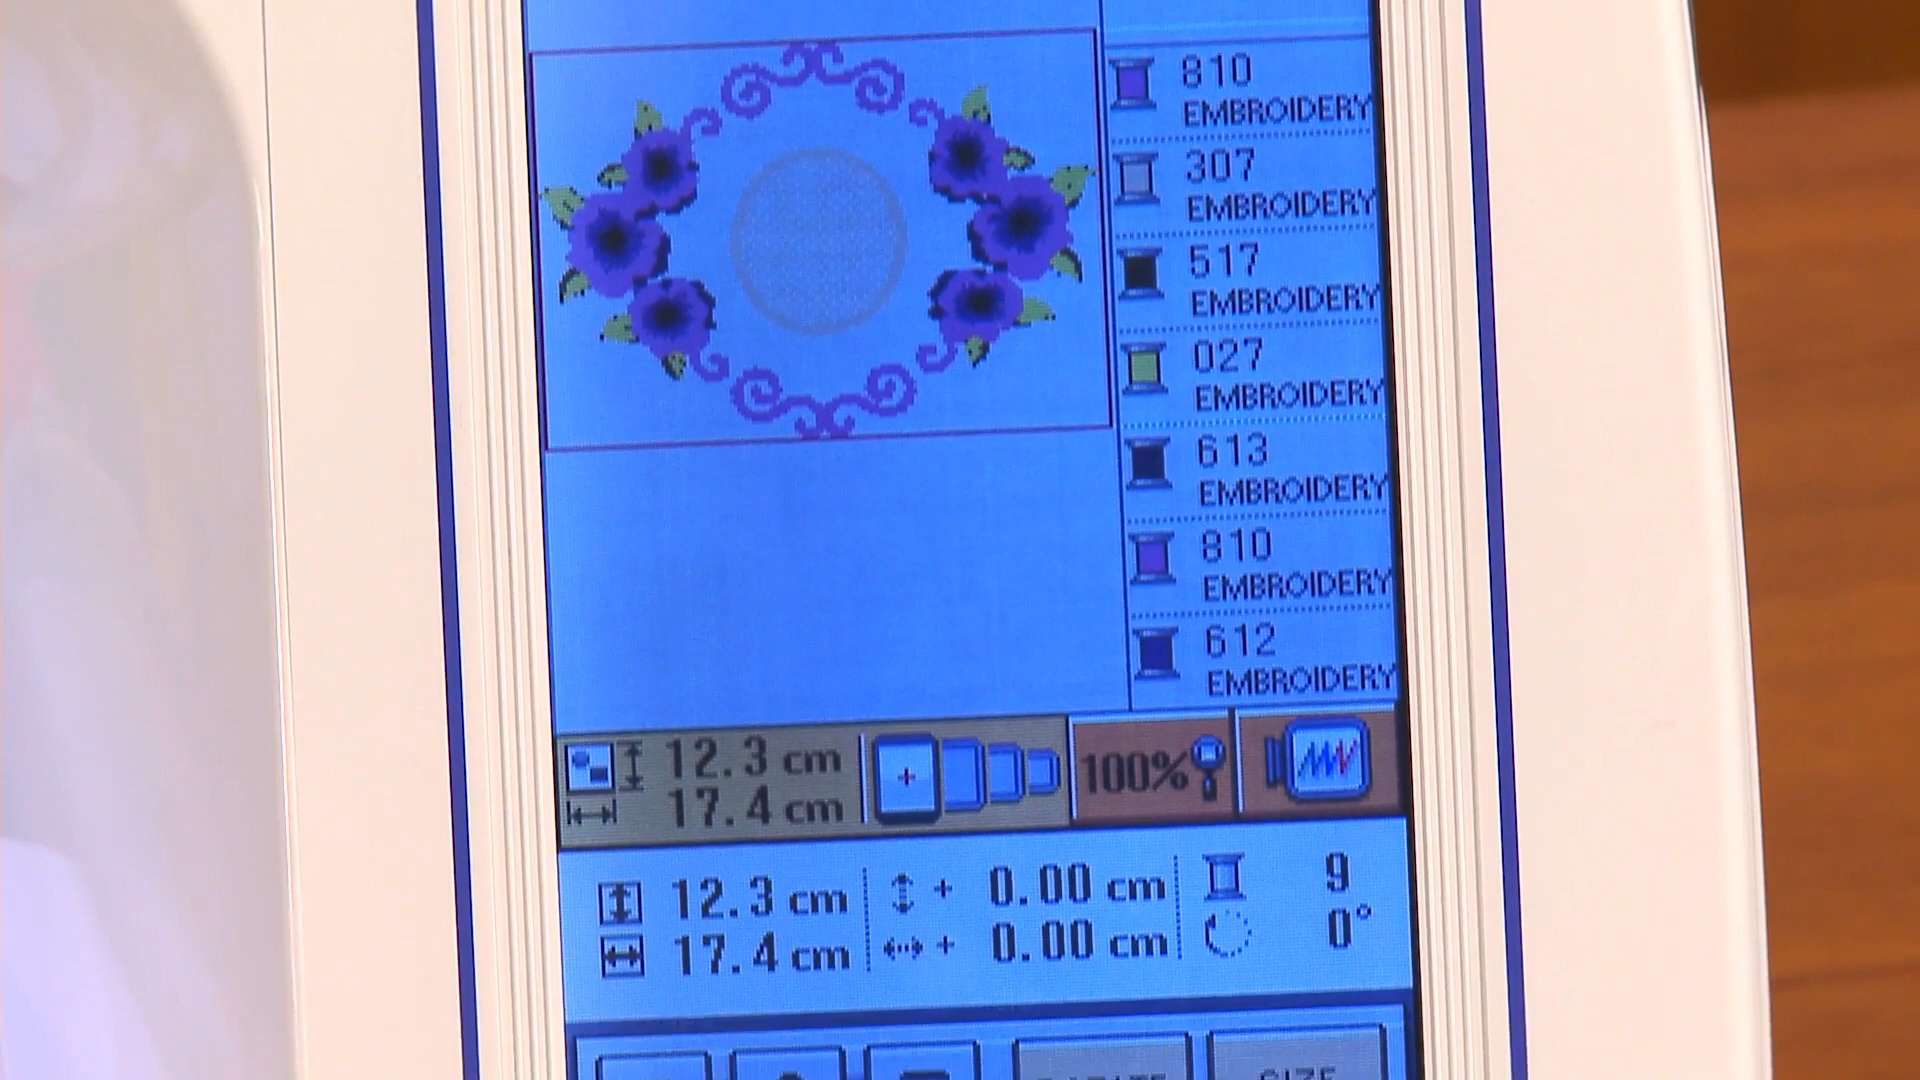 810
EMBROIDERY
307
EMBROIDERY
517
EMBROIDERY
027
EMBROIDERY
613
EMBROIDERY
810
EMBROIDERY
612
EMBROIDERY
12.3 cm
17.4 cm
100%
12.3 cm
17.4 cm
+ 0.00 cm
+ 0.00 cm
9
0°
SIZE